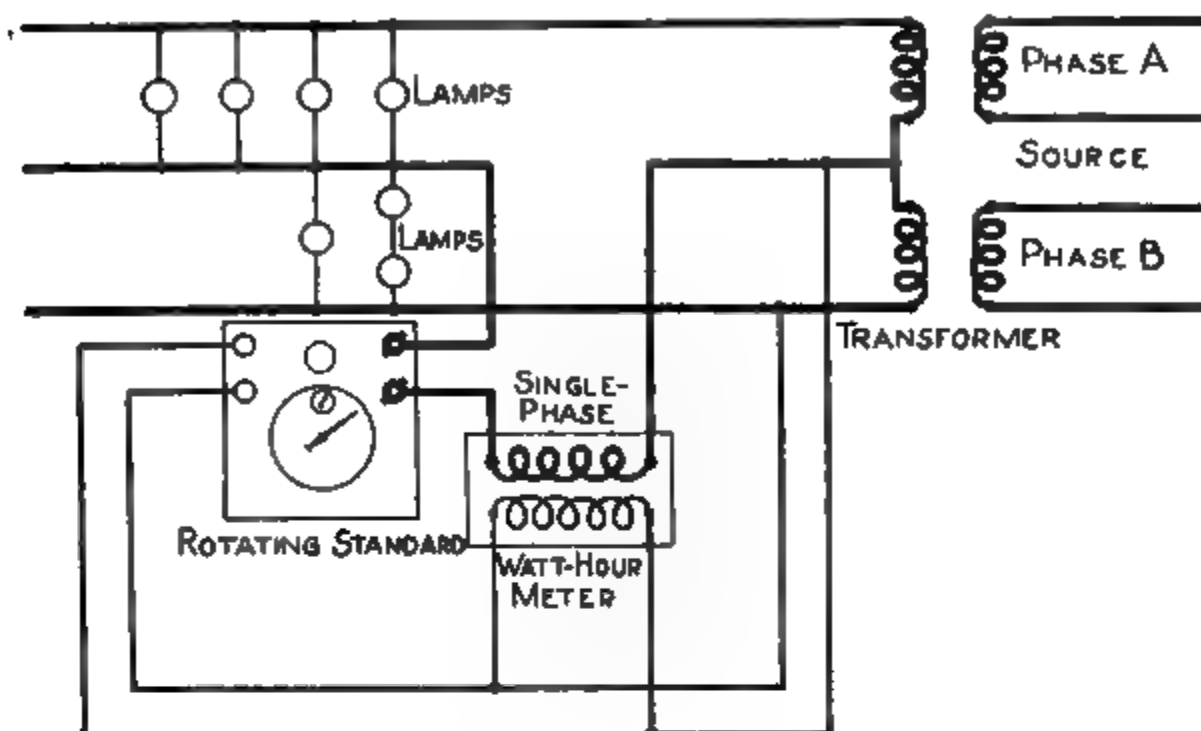 PHASE A
LAMPS
SOURCE
LAMPS
PHASE B
TRANSFORMER
SINGLE-
PHASE
ROTATING STANDARD
WATT-HOUR
METER